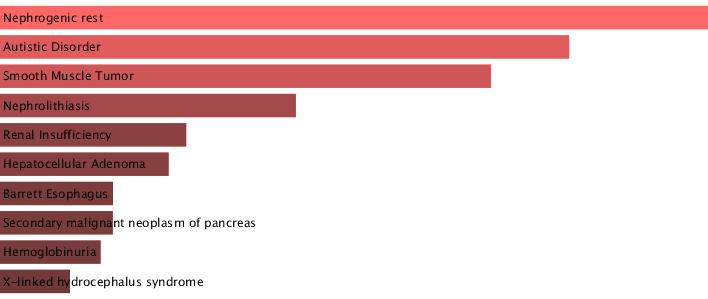 Nephrogenic rest
Autistic Disorder
Smooth Muscle Tumor
Nephrolithiasis
Renal Insufficiency
Hepatocellular Adenoma
Barrett Esophagus
Secondary malignant neoplasm of pancreas
Hemoglobinuria
X-linked hydrocephalus syndrome